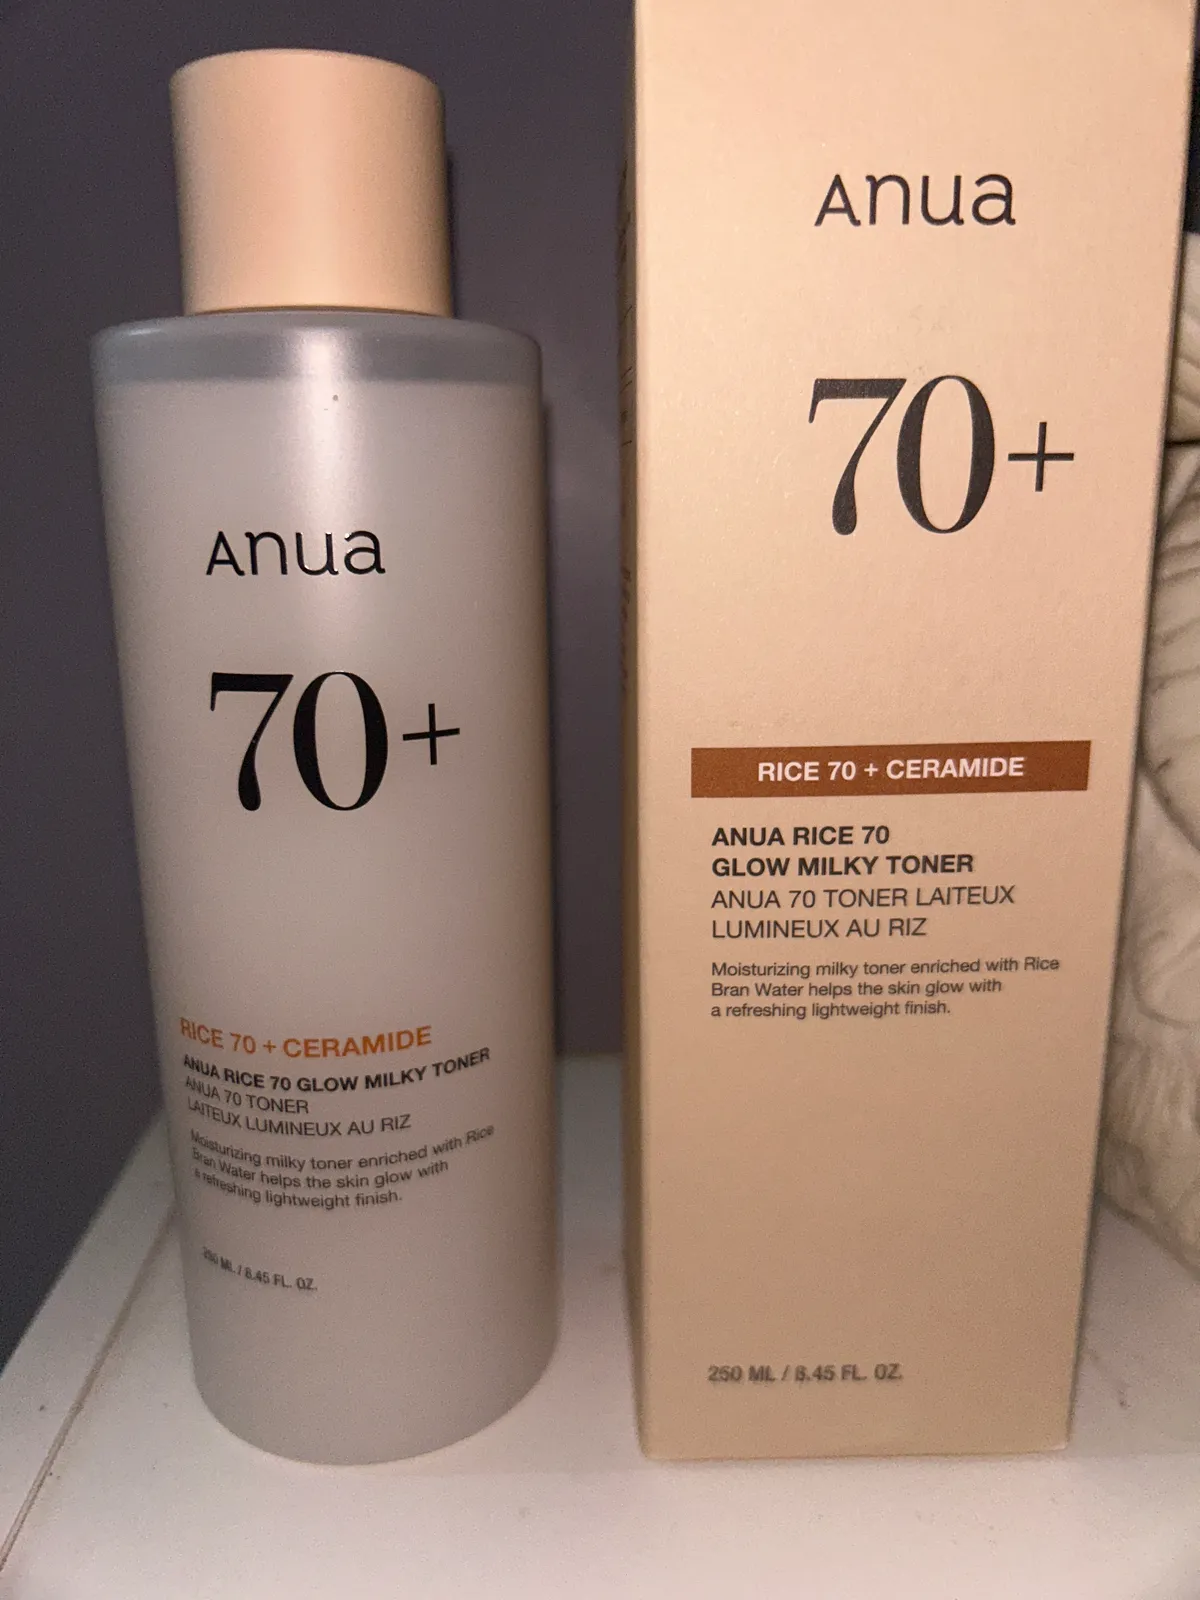 Anua
70+
RICE 70 + CERAMIDE
ANUA RICE 70 GLOW MILKY TONER
ANUA 70 TONER
LAITEUX LUMINEUX AU RIZ
Moisturizing milky toner enriched with Rice
Bran Water helps the skin glow with
a refreshing lightweight finish.
250 ML / 8.45 FL. OZ.
Anua
70+
RICE 70 + CERAMIDE
ANUA RICE 70
GLOW MILKY TONER
ANUA 70 TONER LAITEUX
LUMINEUX AU RIZ
Moisturizing milky toner enriched with Rice
Bran Water helps the skin glow with
a refreshing lightweight finish.
250 ML / 8.45 FL. OZ.